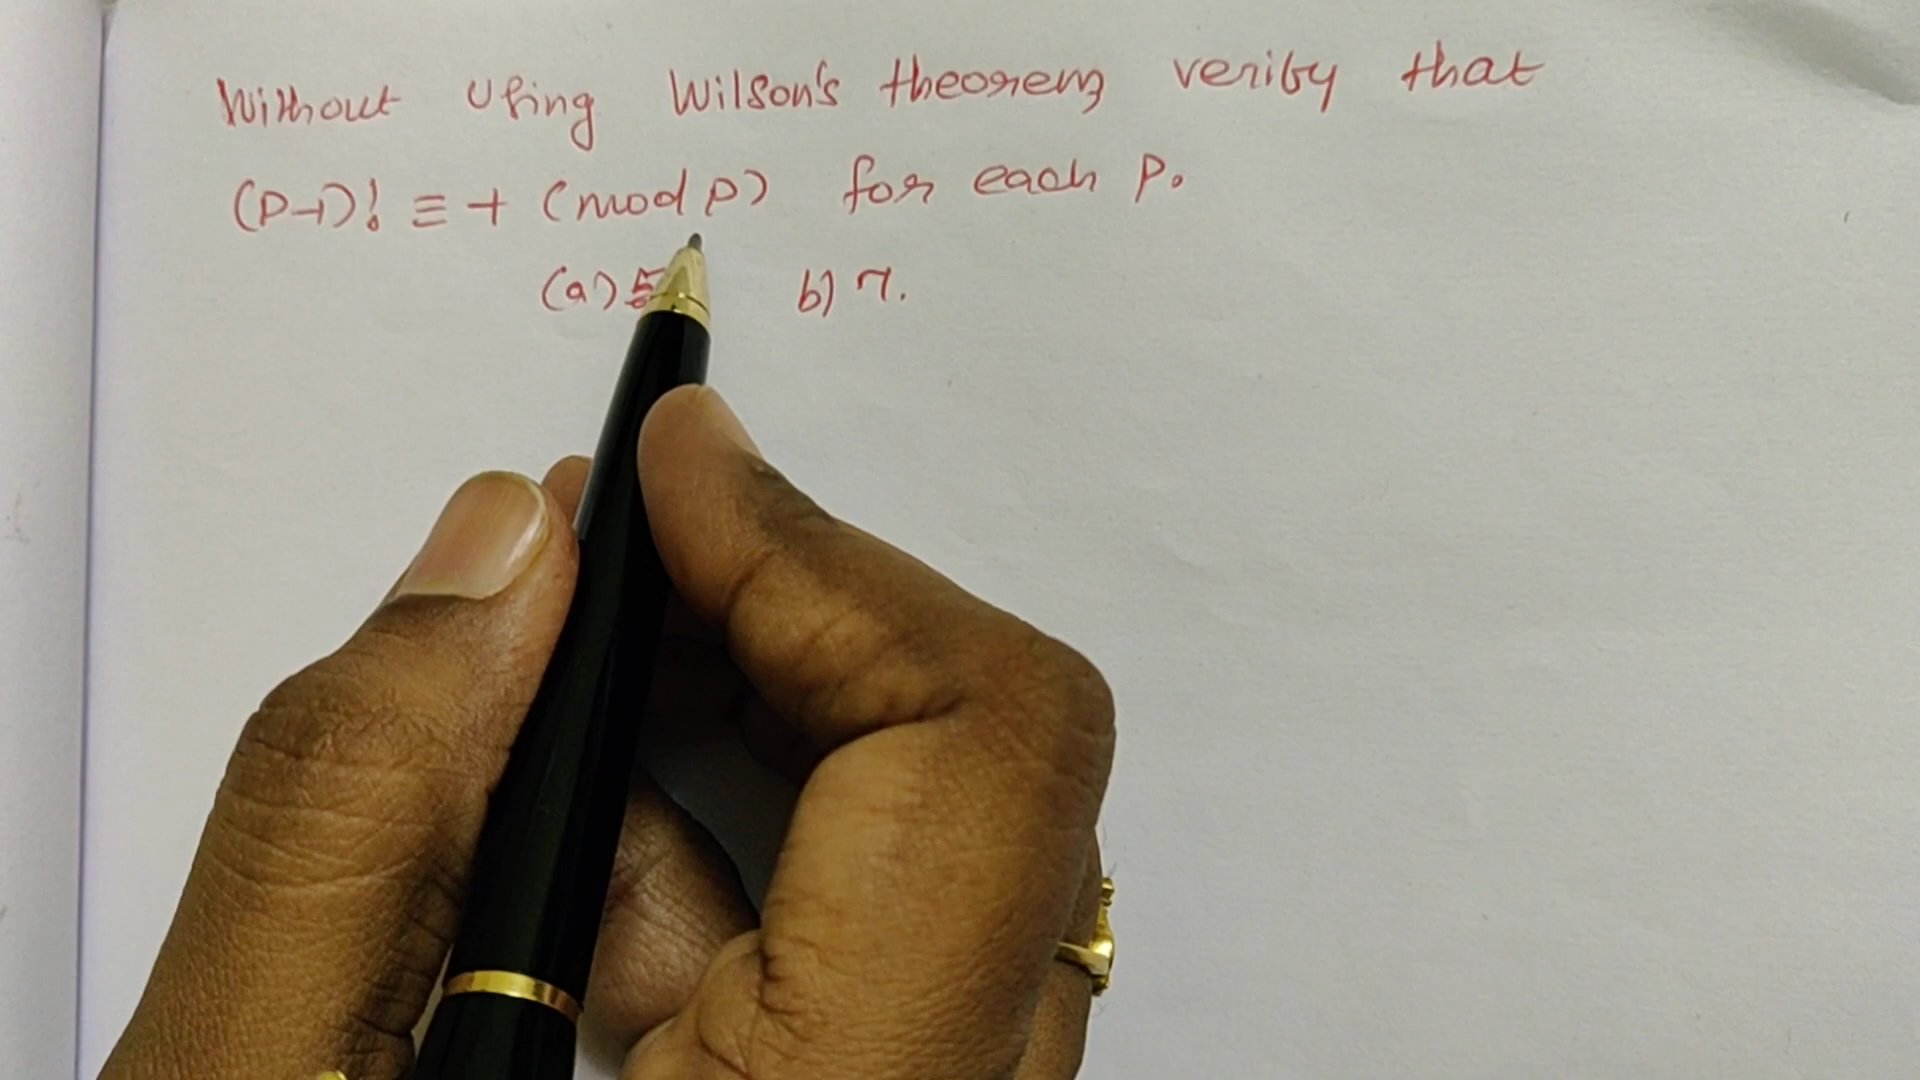 Without Using Wilson's theorem verify that
(P-1)! ≡ -1 (mod p) for each P.
(a) 5 b) 7.